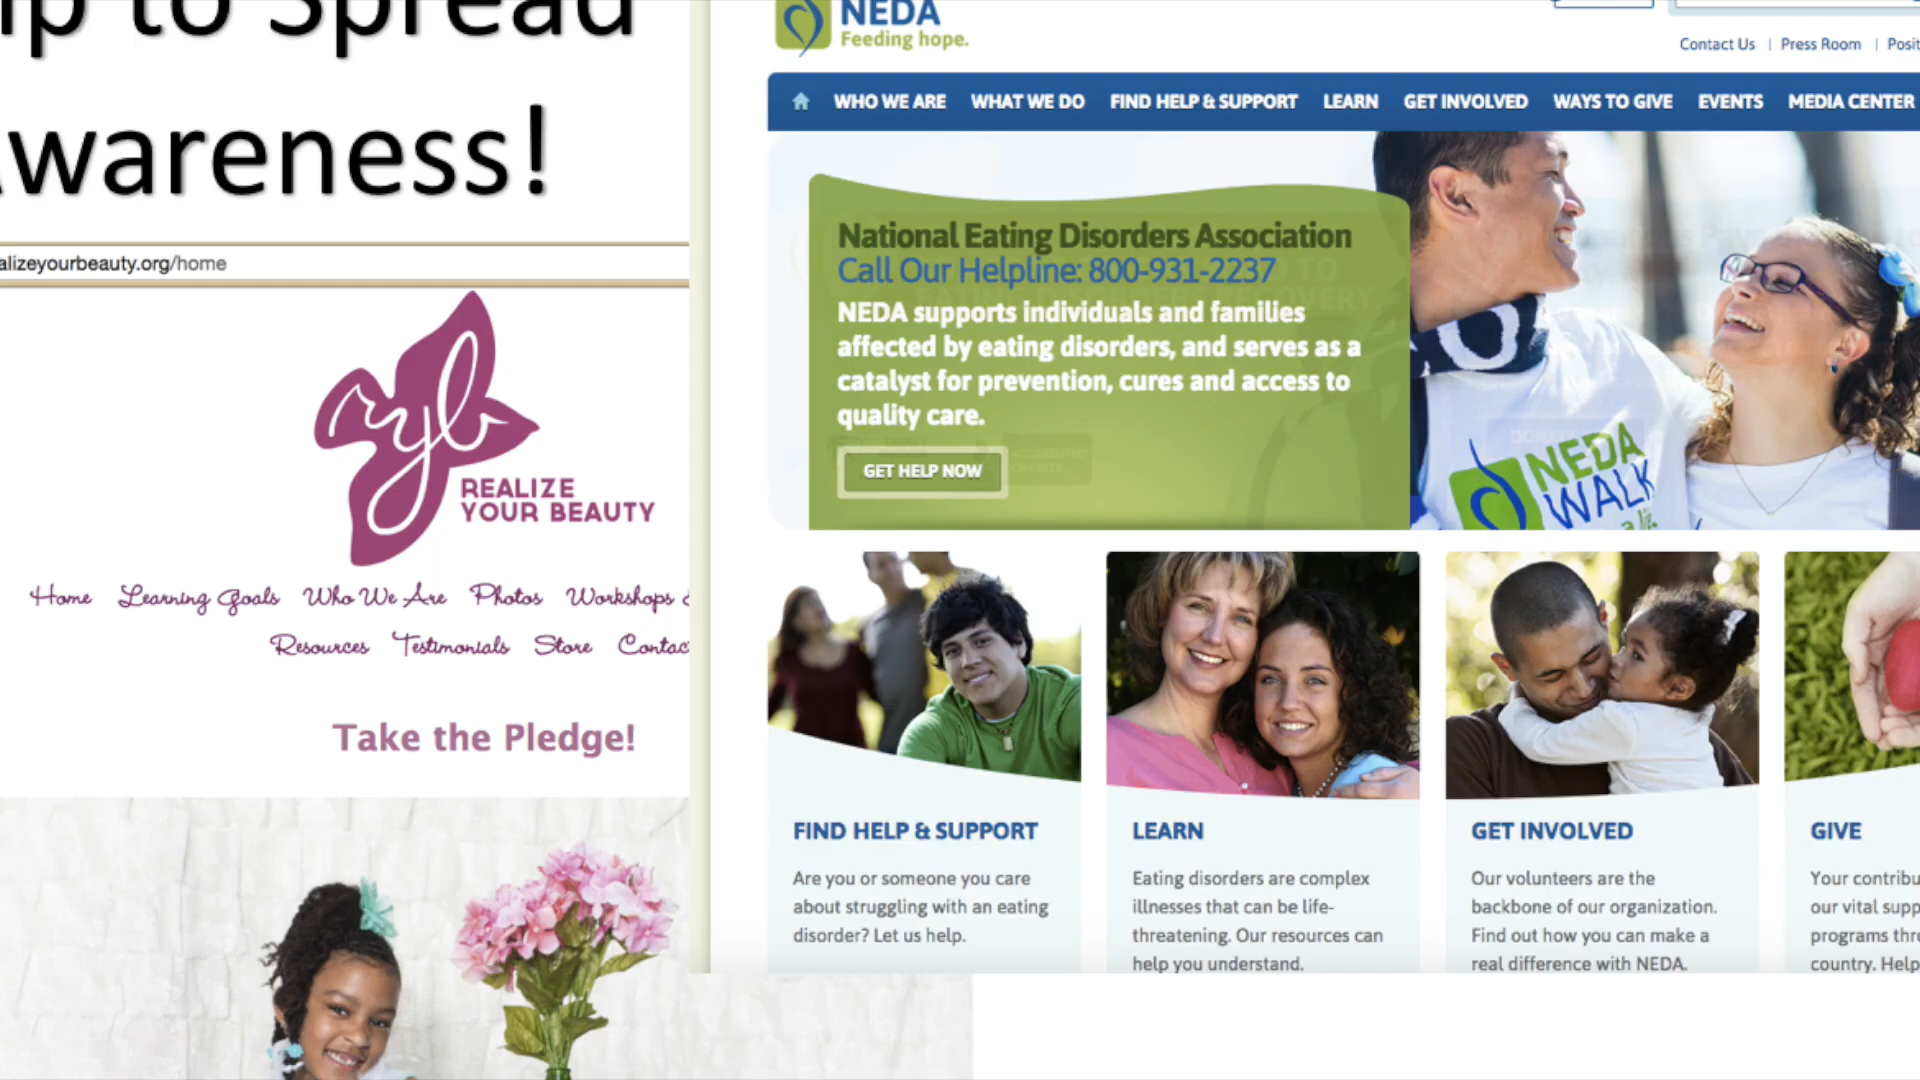 to Spread
wareness!
alizeyourbeauty.org/home
ryb
REALIZE
YOUR BEAUTY
Home Learning Goals Who We Are Photos Workshops
Resources Testimonials Store Contac
Take the Pledge!
NEDA
Feeding hope.
Contact Us | Press Room | Posit
WHO WE ARE WHAT WE DO FIND HELP & SUPPORT LEARN GET INVOLVED WAYS TO GIVE EVENTS MEDIA CENTER
National Eating Disorders Association
Call Our Helpline: 800-931-2237
NEDA supports individuals and families
affected by eating disorders, and serves as a
catalyst for prevention, cures and access to
quality care.
GET HELP NOW
NEDA
WALK
FIND HELP & SUPPORT
Are you or someone you care
about struggling with an eating
disorder? Let us help.
LEARN
Eating disorders are complex
illnesses that can be life-
threatening. Our resources can
help you understand.
GET INVOLVED
Our volunteers are the
backbone of our organization.
Find out how you can make a
real difference with NEDA.
GIVE
Your contribu
our vital supp
programs thr
country. Help